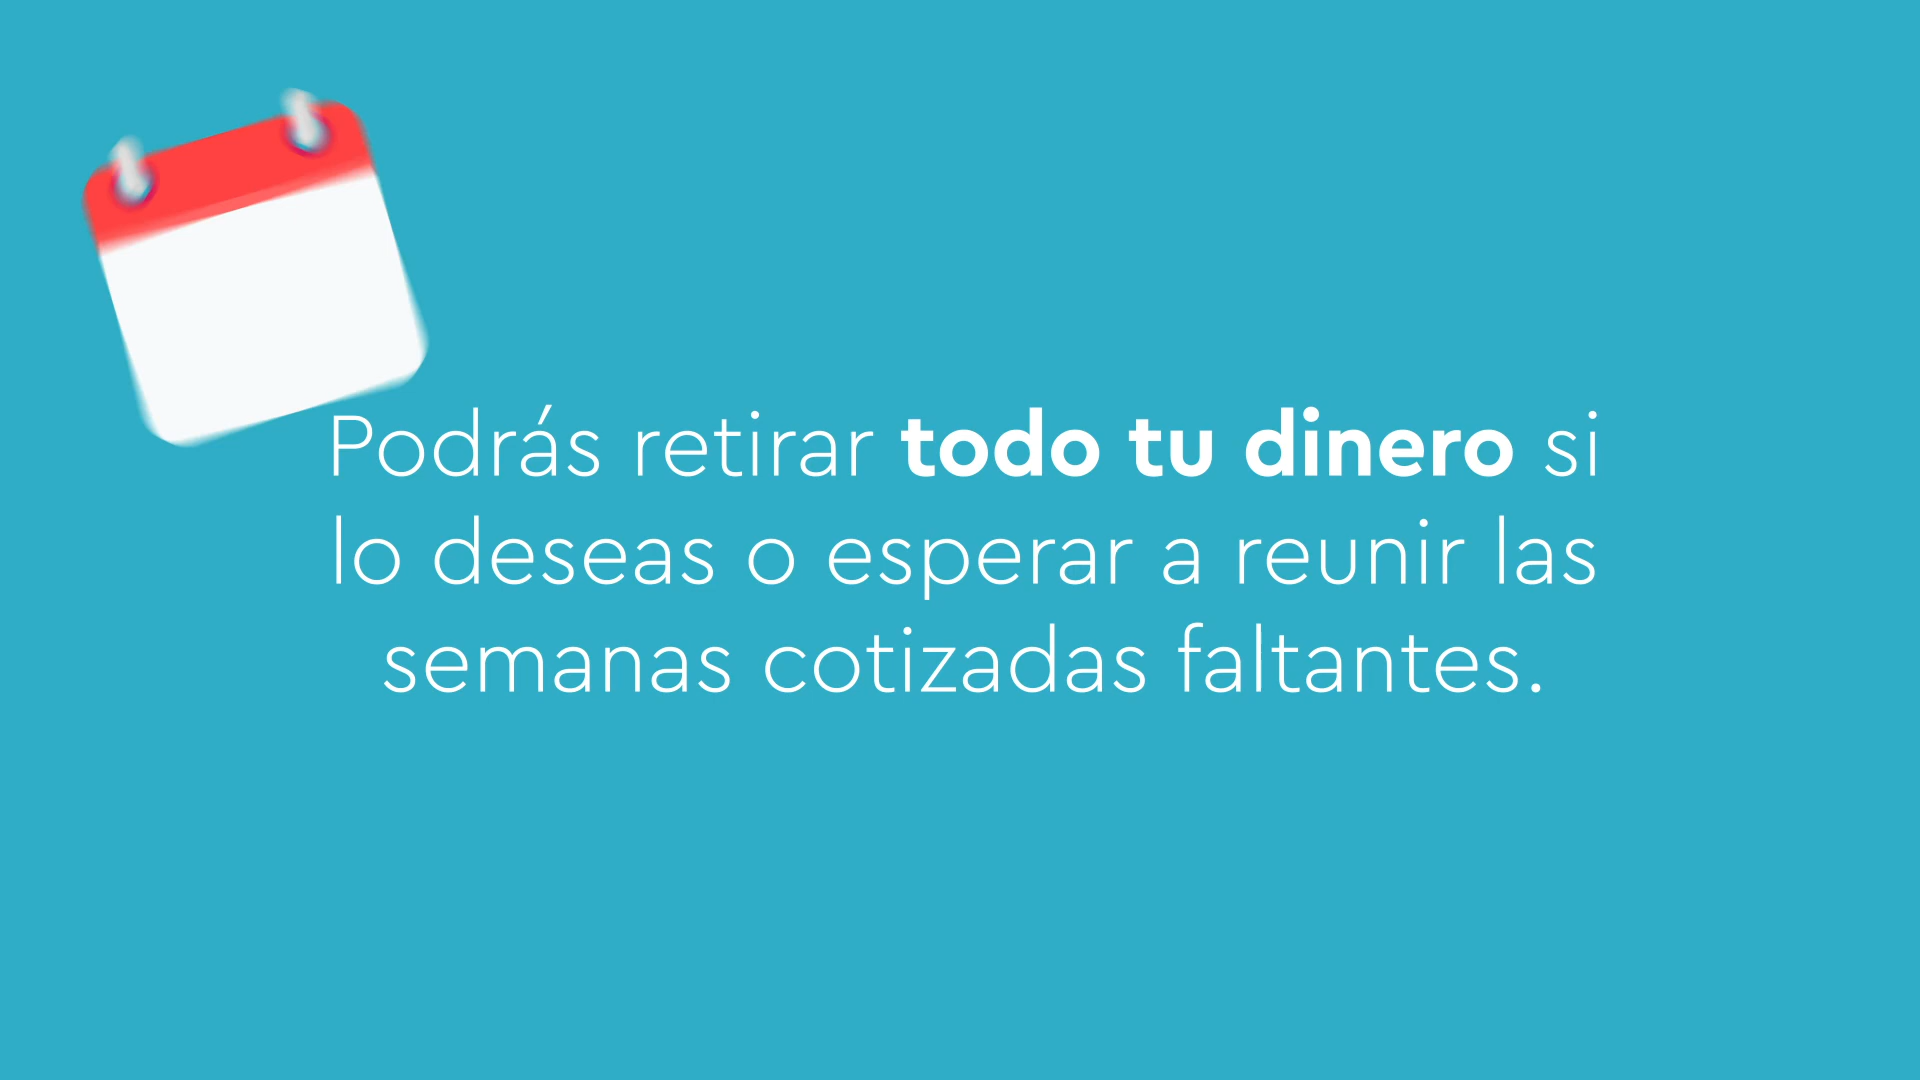 Podrás retirar todo tu dinero si
lo deseas o esperar a reunir las
semanas cotizadas faltantes.